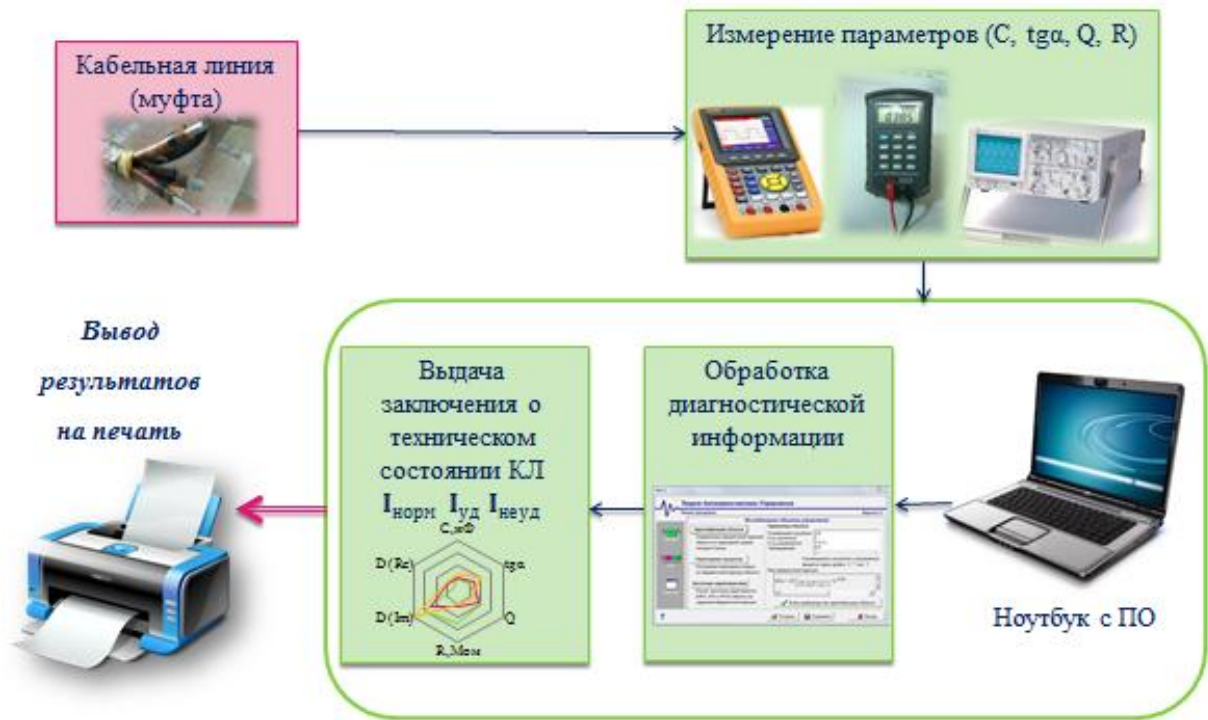 Кабельная линия
(муфта)
Измерение параметров (C, tgα, Q, R)
Вывод
результатов
на печать
Выдача
заключения о
техническом
состоянии КЛ
Iнорм Iуд Iнеуд
C,мФ
D (Re)
tgα
D (Im)
Q
R,Мом
Обработка
диагностической
информации
Ноутбук с ПО